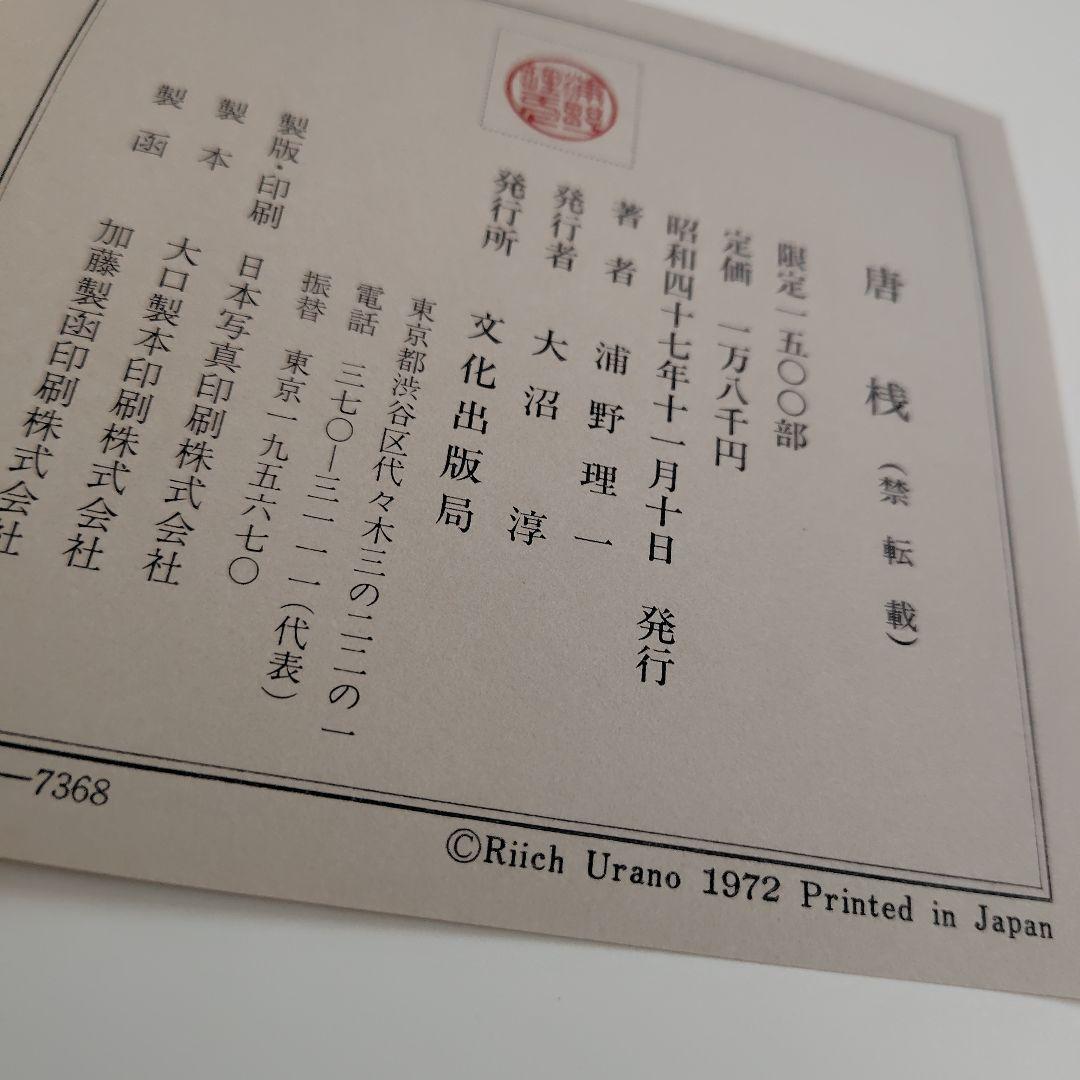 唐桟（禁転載）
限定一五〇〇部
定価 一万八千円
昭和四十七年十一月十日 発行
著者 浦野理一
発行者 大沼淳
発行所 文化出版局
東京都渋谷区代々木三の二二の一
電話 三七〇―三一一一（代表）
振替 東京一九五六七〇
製版・印刷 日本写真印刷株式会社
製本 大口製本印刷株式会社
製函 加藤製函印刷株式会社
—7368
©Riich Urano 1972 Printed in Japan